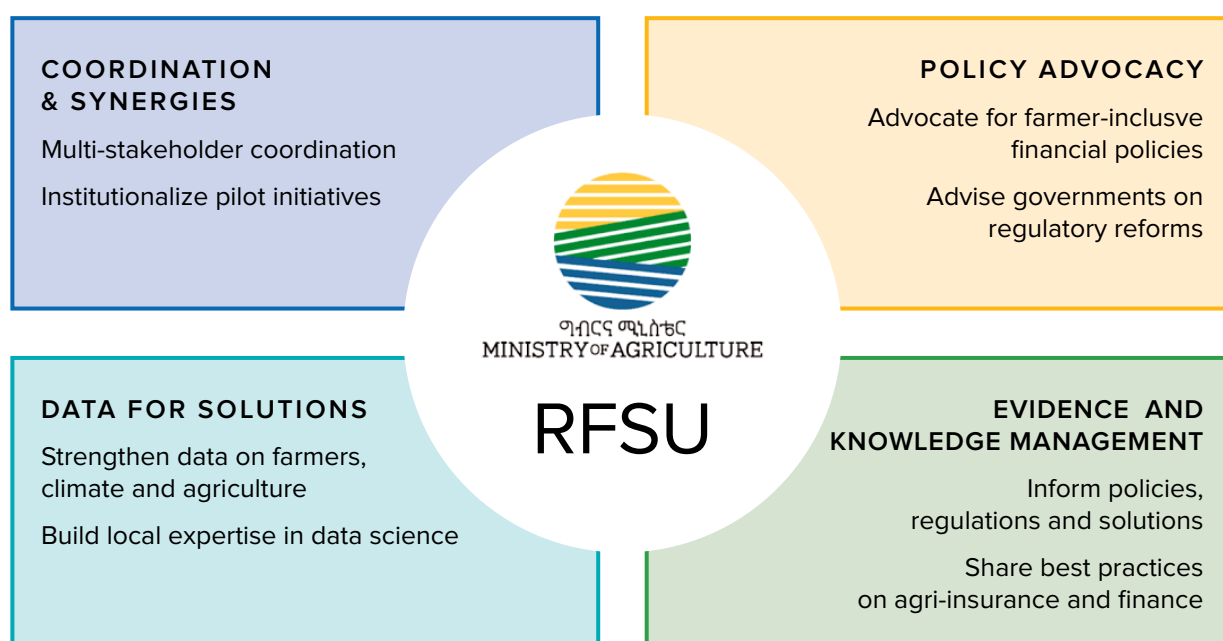 COORDINATION
& SYNERGIES
Multi-stakeholder coordination
Institutionalize pilot initiatives
POLICY ADVOCACY
Advocate for farmer-inclusve
financial policies
Advise governments on
regulatory reforms
ግብርና ሚኒስቴር
MINISTRY OF AGRICULTURE
RFSU
DATA FOR SOLUTIONS
Strengthen data on farmers,
climate and agriculture
Build local expertise in data science
EVIDENCE AND
KNOWLEDGE MANAGEMENT
Inform policies,
regulations and solutions
Share best practices
on agri-insurance and finance